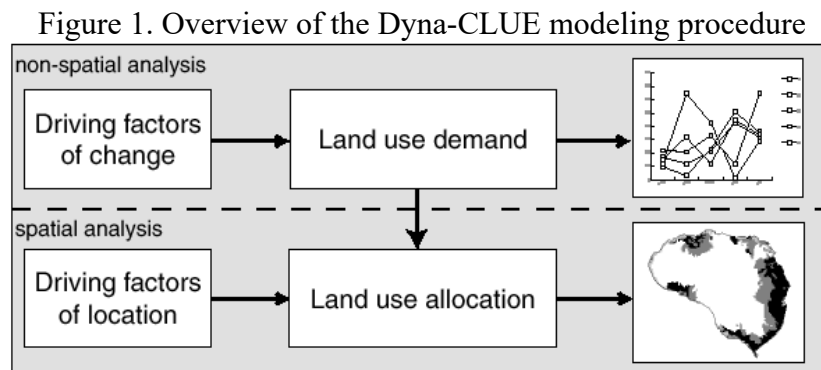 Figure 1. Overview of the Dyna-CLUE modeling procedure
non-spatial analysis
Driving factors
of change
Land use demand
spatial analysis
Driving factors
of location
Land use allocation